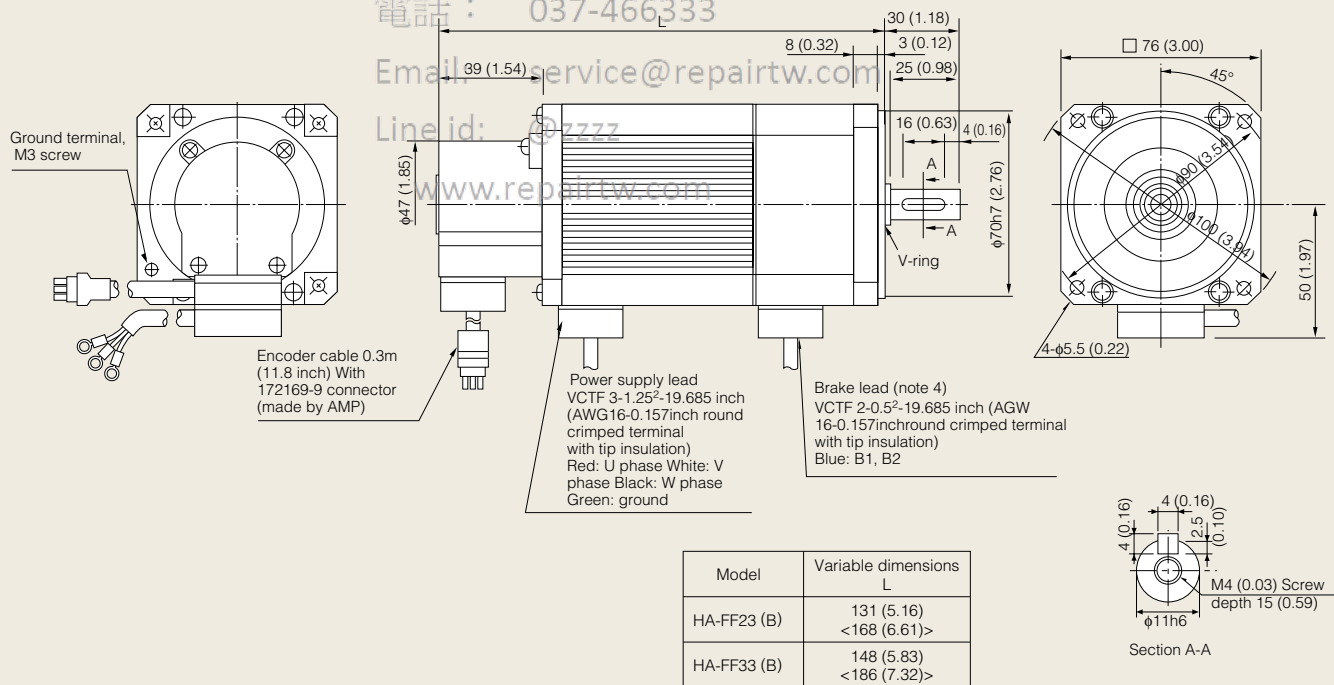 電話： 037-466333
Email: service@repairtw.com
Line id: @zzzz
www.repairtw.com
L
30 (1.18)
8 (0.32)
3 (0.12)
39 (1.54)
25 (0.98)
16 (0.63)
4 (0.16)
A
A
ϕ47 (1.85)
ϕ70h7 (2.76)
V-ring
□ 76 (3.00)
45°
ϕ90 (3.54)
ϕ100 (3.94)
50 (1.97)
4-ϕ5.5 (0.22)
Ground terminal,
M3 screw
Encoder cable 0.3m
(11.8 inch) With
172169-9 connector
(made by AMP)
Power supply lead
VCTF 3-1.25²-19.685 inch
(AWG16-0.157inch round
crimped terminal
with tip insulation)
Red: U phase White: V
phase Black: W phase
Green: ground
Brake lead (note 4)
VCTF 2-0.5²-19.685 inch (AGW
16-0.157inchround crimped terminal
with tip insulation)
Blue: B1, B2
4 (0.16)
4 (0.16)
2.5
(0.10)
M4 (0.03) Screw
depth 15 (0.59)
ϕ11h6
Section A-A
Model
Variable dimensions
L
HA-FF23 (B)
131 (5.16)
<168 (6.61)>
HA-FF33 (B)
148 (5.83)
<186 (7.32)>